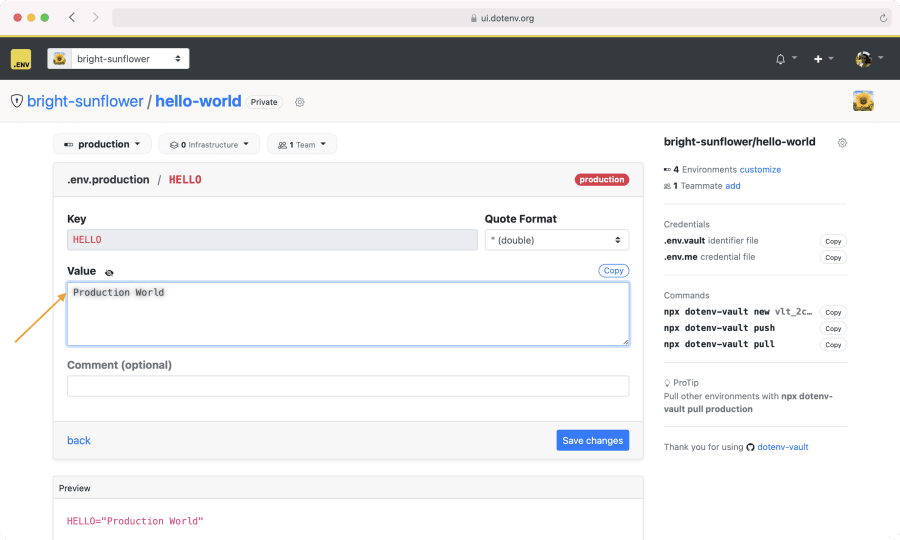 ui.dotenv.org
.ENV
bright-sunflower
bright-sunflower / hello-world Private
production
0 Infrastructure
1 Team
.env.production / HELLO
production
Key
HELLO
Quote Format
" (double)
Value
Copy
Production World
Comment (optional)
back
Save changes
Preview
HELLO="Production World"
bright-sunflower/hello-world
4 Environments customize
1 Teammate add
Credentials
.env.vault identifier file Copy
.env.me credential file Copy
Commands
npx dotenv-vault new vlt_2c… Copy
npx dotenv-vault push Copy
npx dotenv-vault pull Copy
ProTip
Pull other environments with npx dotenv-
vault pull production
Thank you for using dotenv-vault